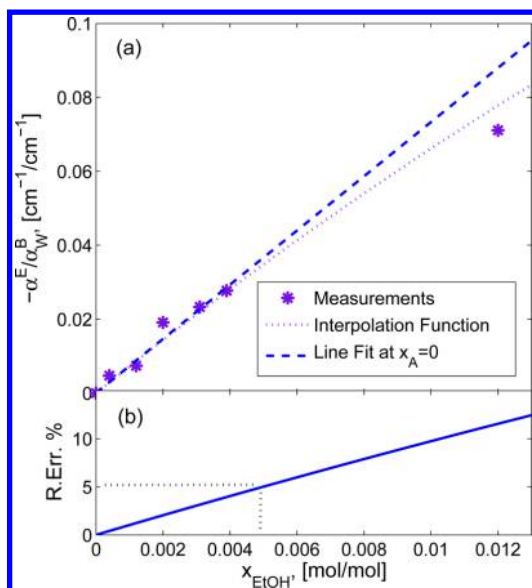 0.1
(a)
0.08
0.06
0.04
0.02
0
−α^E/α_W^B, [cm⁻¹/cm⁻¹]
Measurements
Interpolation Function
Line Fit at x_A=0
(b)
10
5
0
R.Err. %
0 0.002 0.004 0.006 0.008 0.01 0.012
x_EtOH, [mol/mol]